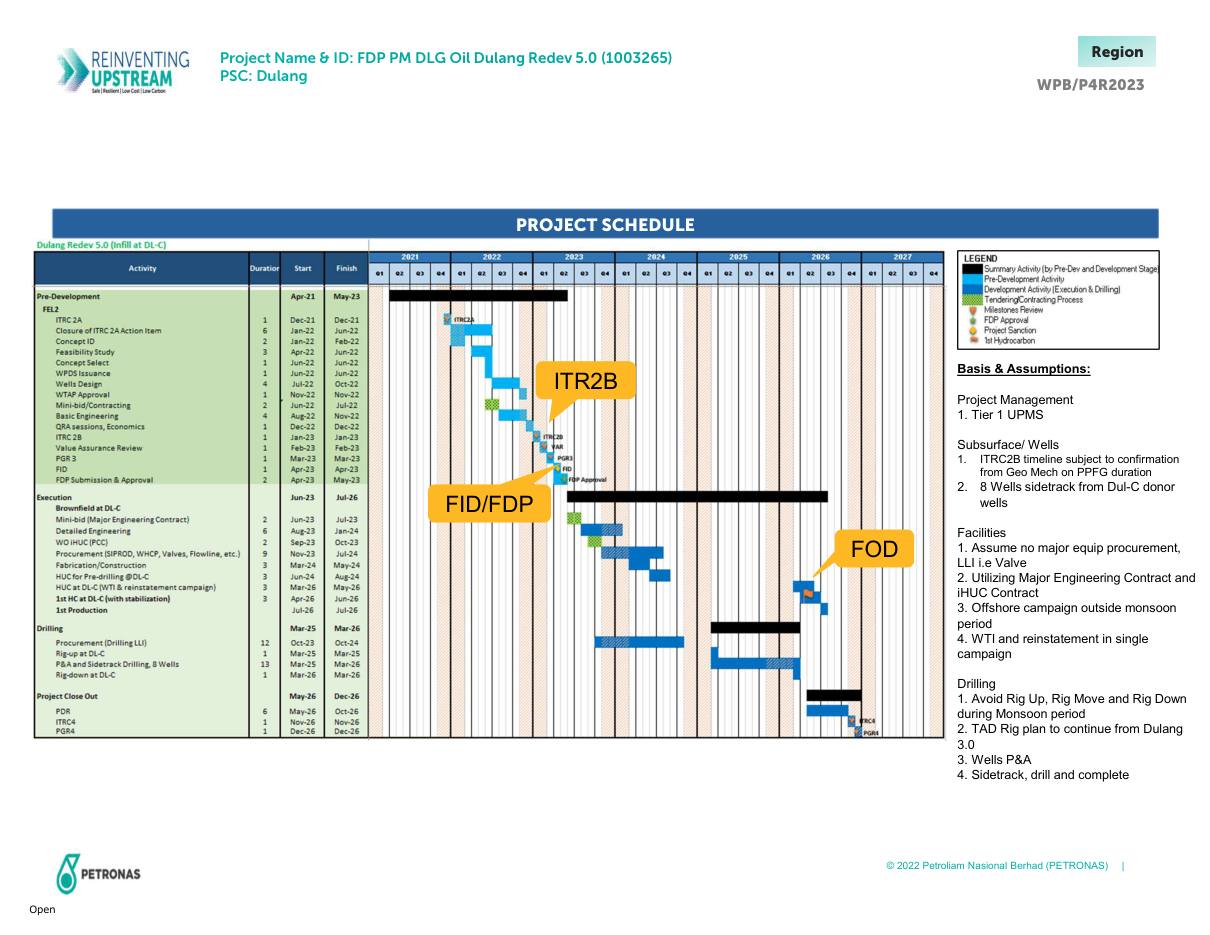 REINVENTING
UPSTREAM
Safe | Resilient | Low Cost | Low Carbon
Project Name & ID: FDP PM DLG Oil Dulang Redev 5.0 (1003265)
PSC: Dulang
Region
WPB/P4R2023
PROJECT SCHEDULE
Dulang Redev 5.0 (Infill at DL-C)
Activity Duration Start Finish
2021 2022 2023 2024 2025 2026 2027
Q1 Q2 Q3 Q4 Q1 Q2 Q3 Q4 Q1 Q2 Q3 Q4 Q1 Q2 Q3 Q4 Q1 Q2 Q3 Q4 Q1 Q2 Q3 Q4 Q1 Q2 Q3 Q4
Pre-Development Apr-21 May-23
FEL2
ITRC 2A 1 Dec-21 Dec-21 ITRC2A
Closure of ITRC 2A Action Item 6 Jan-22 Jun-22
Concept ID 2 Jan-22 Feb-22
Feasibility Study 3 Apr-22 Jun-22
Concept Select 1 Jun-22 Jun-22
WPDS Issuance 1 Jun-22 Jun-22
Wells Design 4 Jul-22 Oct-22
WTAP Approval 1 Nov-22 Nov-22
Mini-bid/Contracting 2 Jun-22 Jul-22
Basic Engineering 4 Aug-22 Nov-22
QRA sessions, Economics 1 Dec-22 Dec-22
ITRC 2B 1 Jan-23 Jan-23 ITRC2B
Value Assurance Review 1 Feb-23 Feb-23 VAR
PGR 3 1 Mar-23 Mar-23 PGR3
FID 1 Apr-23 Apr-23 FID
FDP Submission & Approval 2 Apr-23 May-23 FDP Approval
ITR2B
FID/FDP
FOD
Execution Jun-23 Jul-26
Brownfield at DL-C
Mini-bid (Major Engineering Contract) 2 Jun-23 Jul-23
Detailed Engineering 6 Aug-23 Jan-24
WO iHUC (PCC) 2 Sep-23 Oct-23
Procurement (SIPROD, WHCP, Valves, Flowline, etc.) 9 Nov-23 Jul-24
Fabrication/Construction 3 Mar-24 May-24
HUC for Pre-drilling @DL-C 3 Jun-24 Aug-24
HUC at DL-C (WTI & reinstatement campaign) 3 Mar-26 May-26
1st HC at DL-C (with stabilization) 3 Apr-26 Jun-26
1st Production Jul-26 Jul-26
Drilling Mar-25 Mar-26
Procurement (Drilling LLI) 12 Oct-23 Oct-24
Rig-up at DL-C 1 Mar-25 Mar-25
P&A and Sidetrack Drilling, 8 Wells 13 Mar-25 Mar-26
Rig-down at DL-C 1 Mar-26 Mar-26
Project Close Out May-26 Dec-26
PDR 6 May-26 Oct-26
ITRC4 1 Nov-26 Nov-26 ITRC4
PGR4 1 Dec-26 Dec-26 PGR4
LEGEND
Summary Activity (by Pre-Dev and Development Stage)
Pre-Development Activity
Development Activity (Execution & Drilling)
Tendering/Contracting Process
Milestones Review
FDP Approval
Project Sanction
1st Hydrocarbon
Basis & Assumptions:
Project Management
1. Tier 1 UPMS
Subsurface/ Wells
1. ITRC2B timeline subject to confirmation
from Geo Mech on PPFG duration
2. 8 Wells sidetrack from Dul-C donor
wells
Facilities
1. Assume no major equip procurement,
LLI i.e Valve
2. Utilizing Major Engineering Contract and
iHUC Contract
3. Offshore campaign outside monsoon
period
4. WTI and reinstatement in single
campaign
Drilling
1. Avoid Rig Up, Rig Move and Rig Down
during Monsoon period
2. TAD Rig plan to continue from Dulang
3.0
3. Wells P&A
4. Sidetrack, drill and complete
PETRONAS
© 2022 Petroliam Nasional Berhad (PETRONAS) |
Open